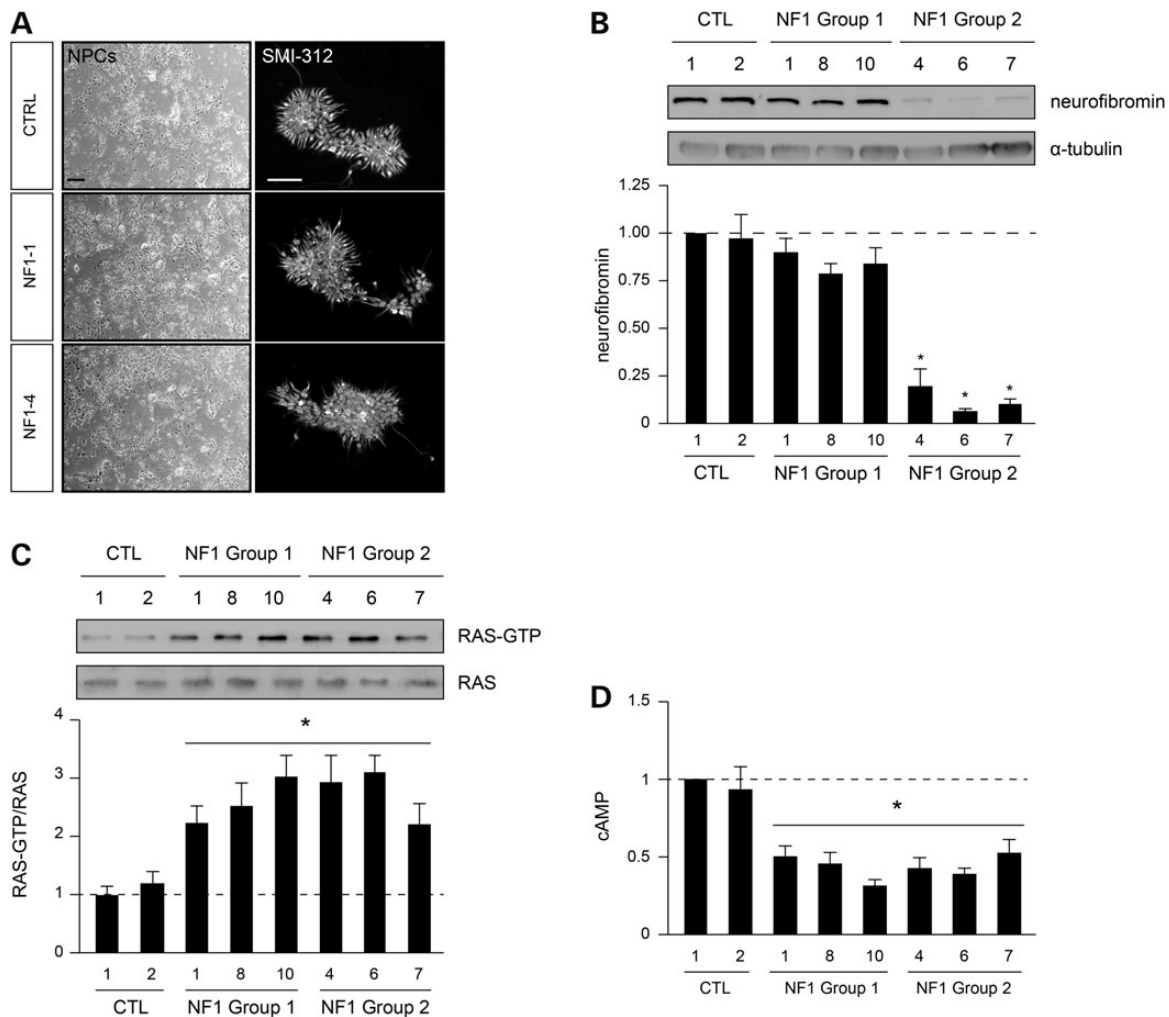 A
NPCs SMI-312
CTRL
NF1-1
NF1-4
B
CTL NF1 Group 1 NF1 Group 2
1 2 1 8 10 4 6 7
neurofibromin
α-tubulin
1.25
1.00
0.75
0.50
0.25
0
neurofibromin
* * *
1 2 1 8 10 4 6 7
CTL NF1 Group 1 NF1 Group 2
C
CTL NF1 Group 1 NF1 Group 2
1 2 1 8 10 4 6 7
RAS-GTP
RAS
4
3
2
1
0
RAS-GTP/RAS
*
1 2 1 8 10 4 6 7
CTL NF1 Group 1 NF1 Group 2
D
1.5
1
0.5
0
cAMP
*
1 2 1 8 10 4 6 7
CTL NF1 Group 1 NF1 Group 2